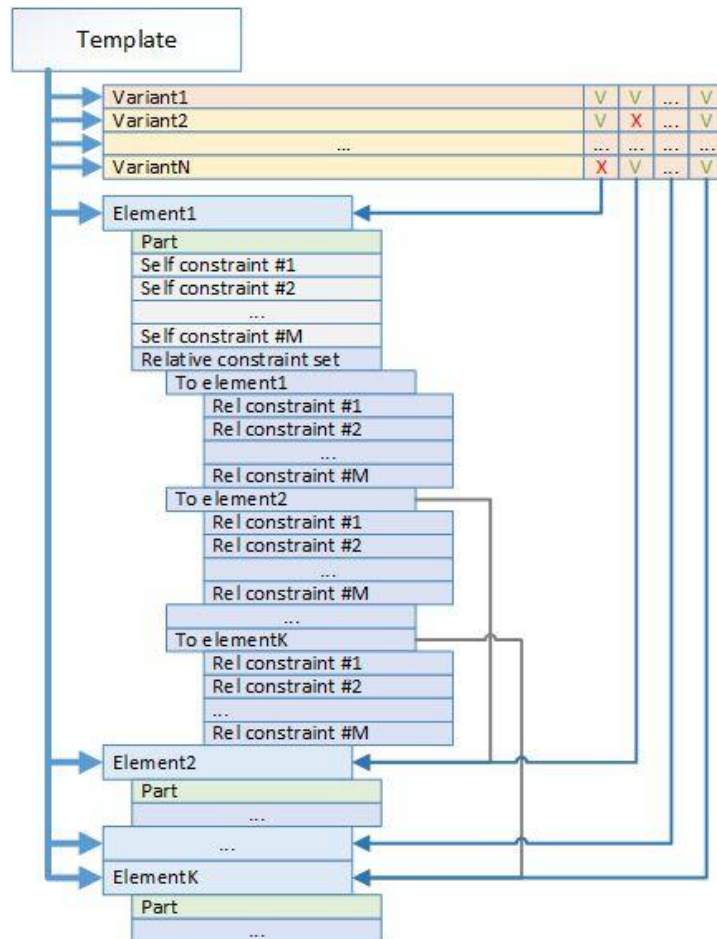 Template
Variant1 V V ... V
Variant2 V X ... V
... ... ... ... ...
VariantN X V ... V
Element1
Part
Self constraint #1
Self constraint #2
...
Self constraint #M
Relative constraint set
To element1
Rel constraint #1
Rel constraint #2
...
Rel constraint #M
To element2
Rel constraint #1
Rel constraint #2
...
Rel constraint #M
...
To elementK
Rel constraint #1
Rel constraint #2
...
Rel constraint #M
Element2
Part
...
...
ElementK
Part
...